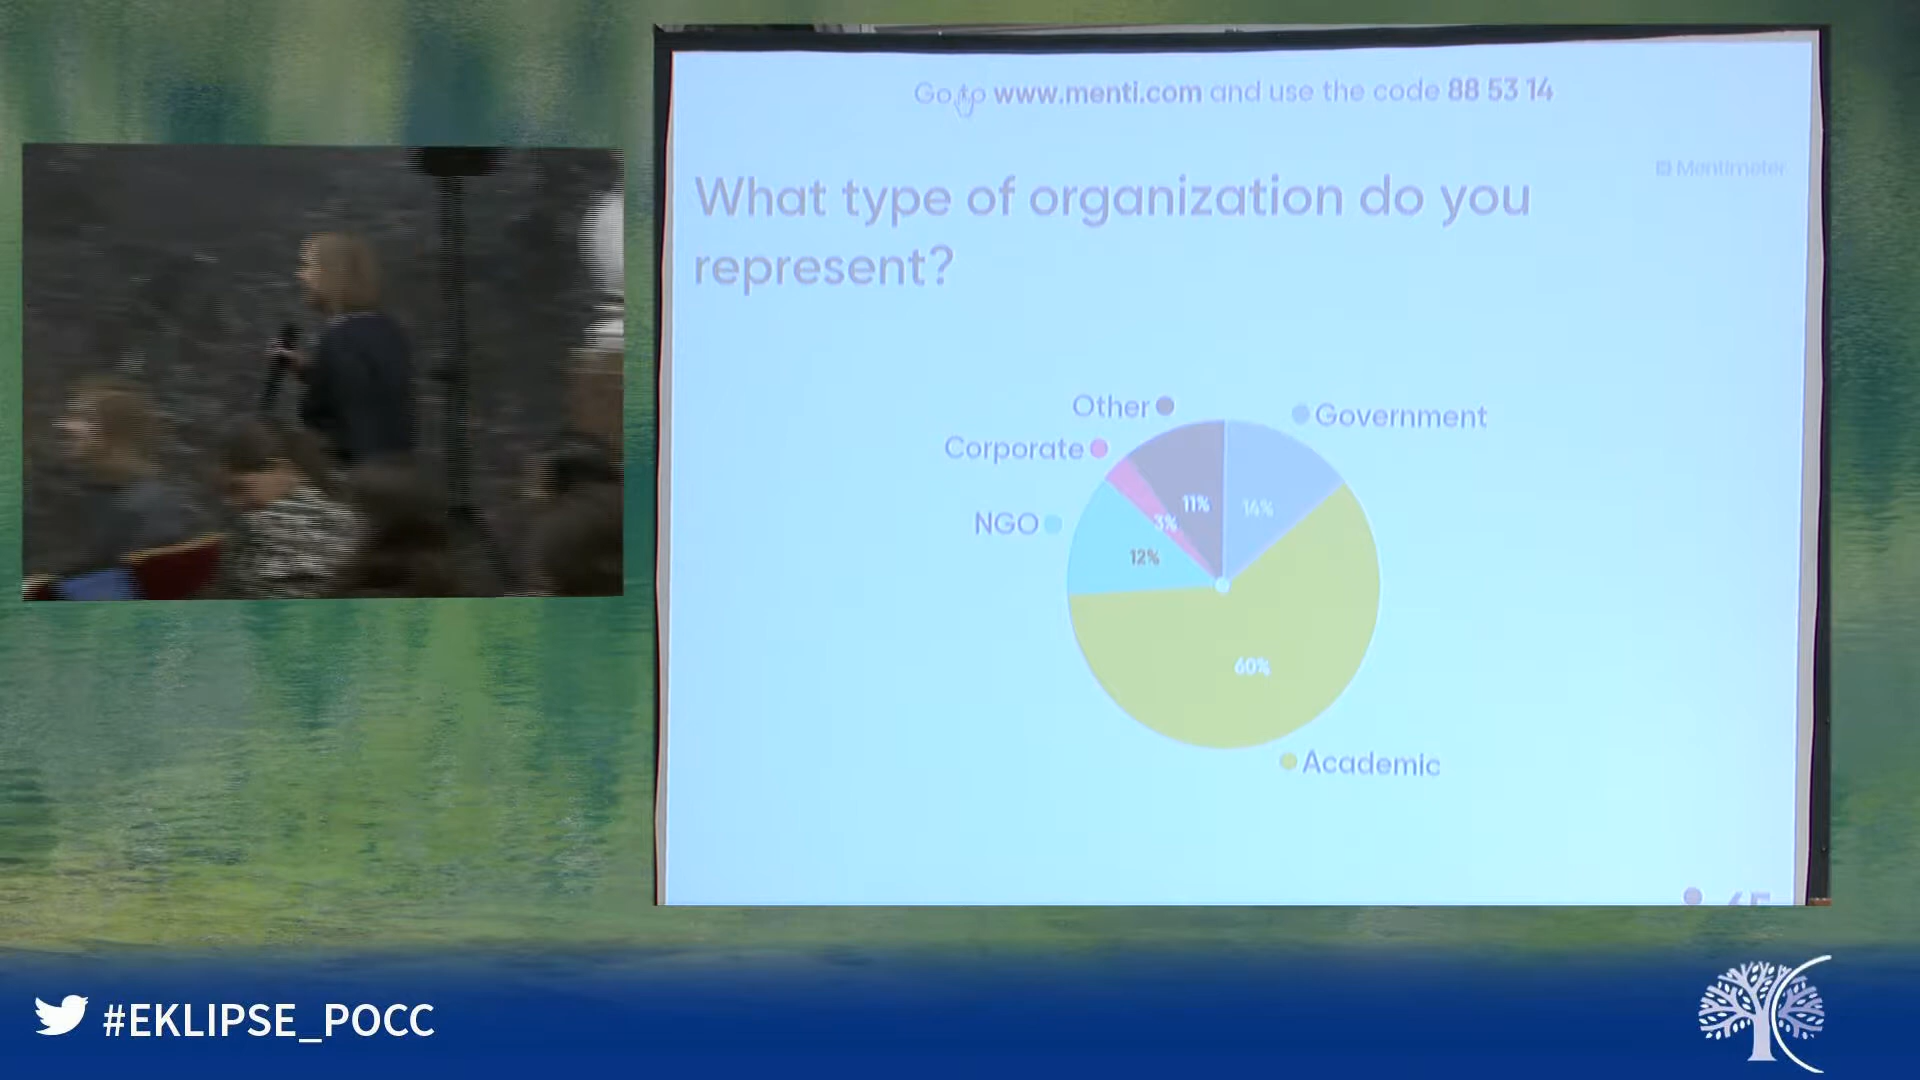 Go to www.menti.com and use the code 88 53 14
Mentimeter
What type of organization do you
represent?
Other
Government
Corporate
NGO
11%
14%
3%
12%
60%
Academic
#EKLIPSE_POCC